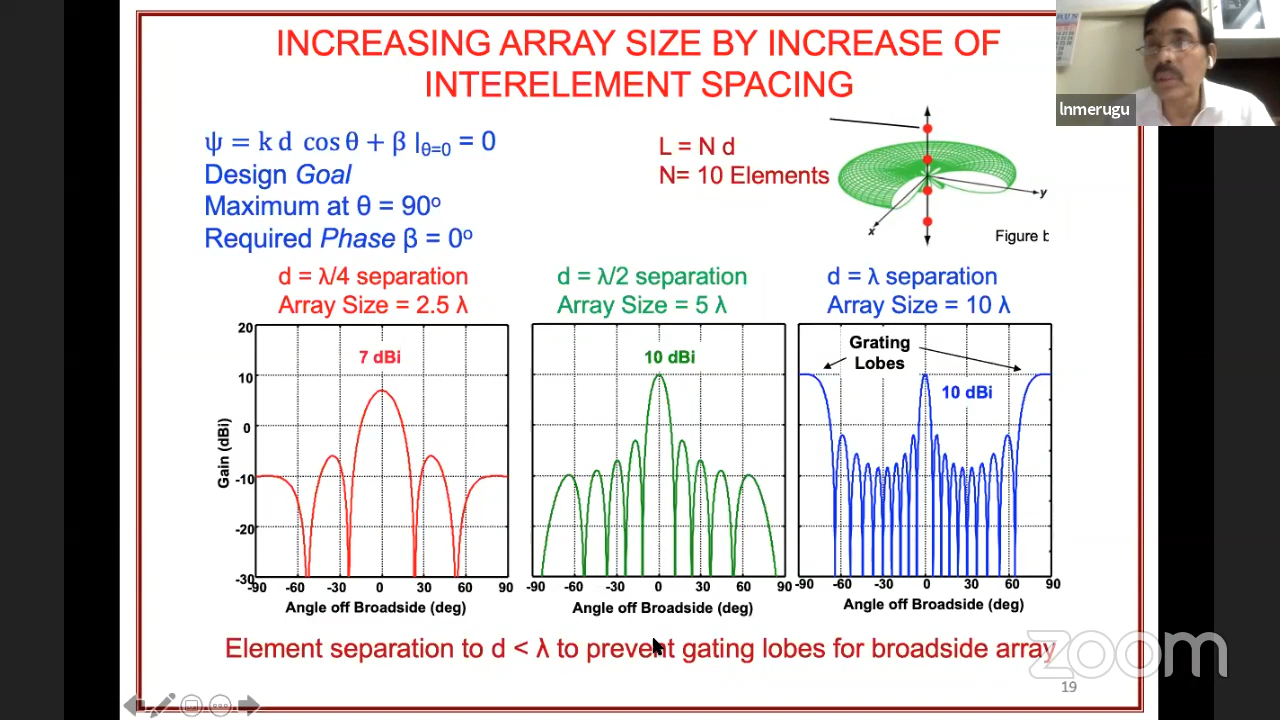 INCREASING ARRAY SIZE BY INCREASE OF
INTERELEMENT SPACING
lnmerugu
ψ = k d cos θ + β |θ=0 = 0
Design Goal
Maximum at θ = 90º
Required Phase β = 0º
L = N d
N= 10 Elements
y
x
Figure b
d = λ/4 separation
Array Size = 2.5 λ
d = λ/2 separation
Array Size = 5 λ
d = λ separation
Array Size = 10 λ
Gain (dBi)
20
10
0
-10
-20
-30
7 dBi
-90 -60 -30 0 30 60 90
Angle off Broadside (deg)
10 dBi
-90 -60 -30 0 30 60 90
Angle off Broadside (deg)
Grating
Lobes
10 dBi
-90 -60 -30 0 30 60 90
Angle off Broadside (deg)
Element separation to d < λ to prevent gating lobes for broadside array
zoom
19